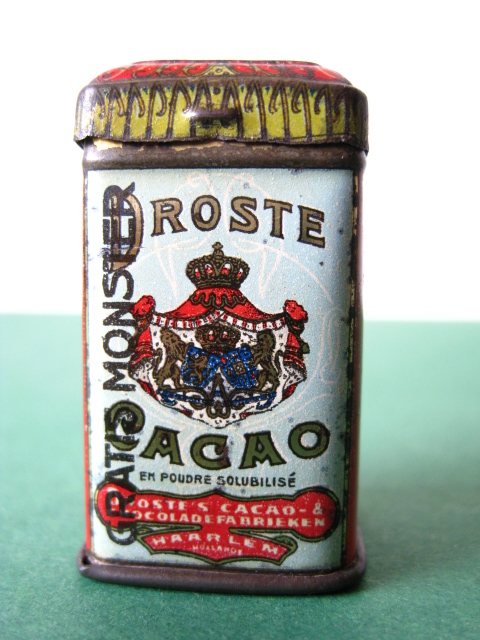 DROSTE
CACAO
EN POUDRE SOLUBILISÉ
DROSTE'S CACAO- &
CHOCOLADEFABRIEKEN
HAARLEM
HOLLANDE
GRATIS MONSTER